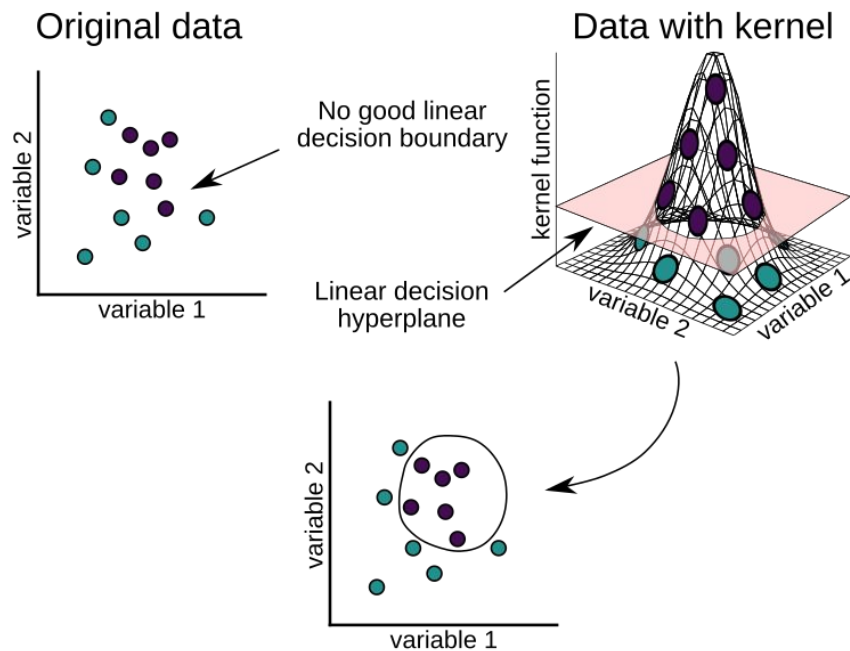 Original data
Data with kernel
variable 2
variable 1
No good linear
decision boundary
kernel function
variable 2
variable 1
Linear decision
hyperplane
variable 2
variable 1